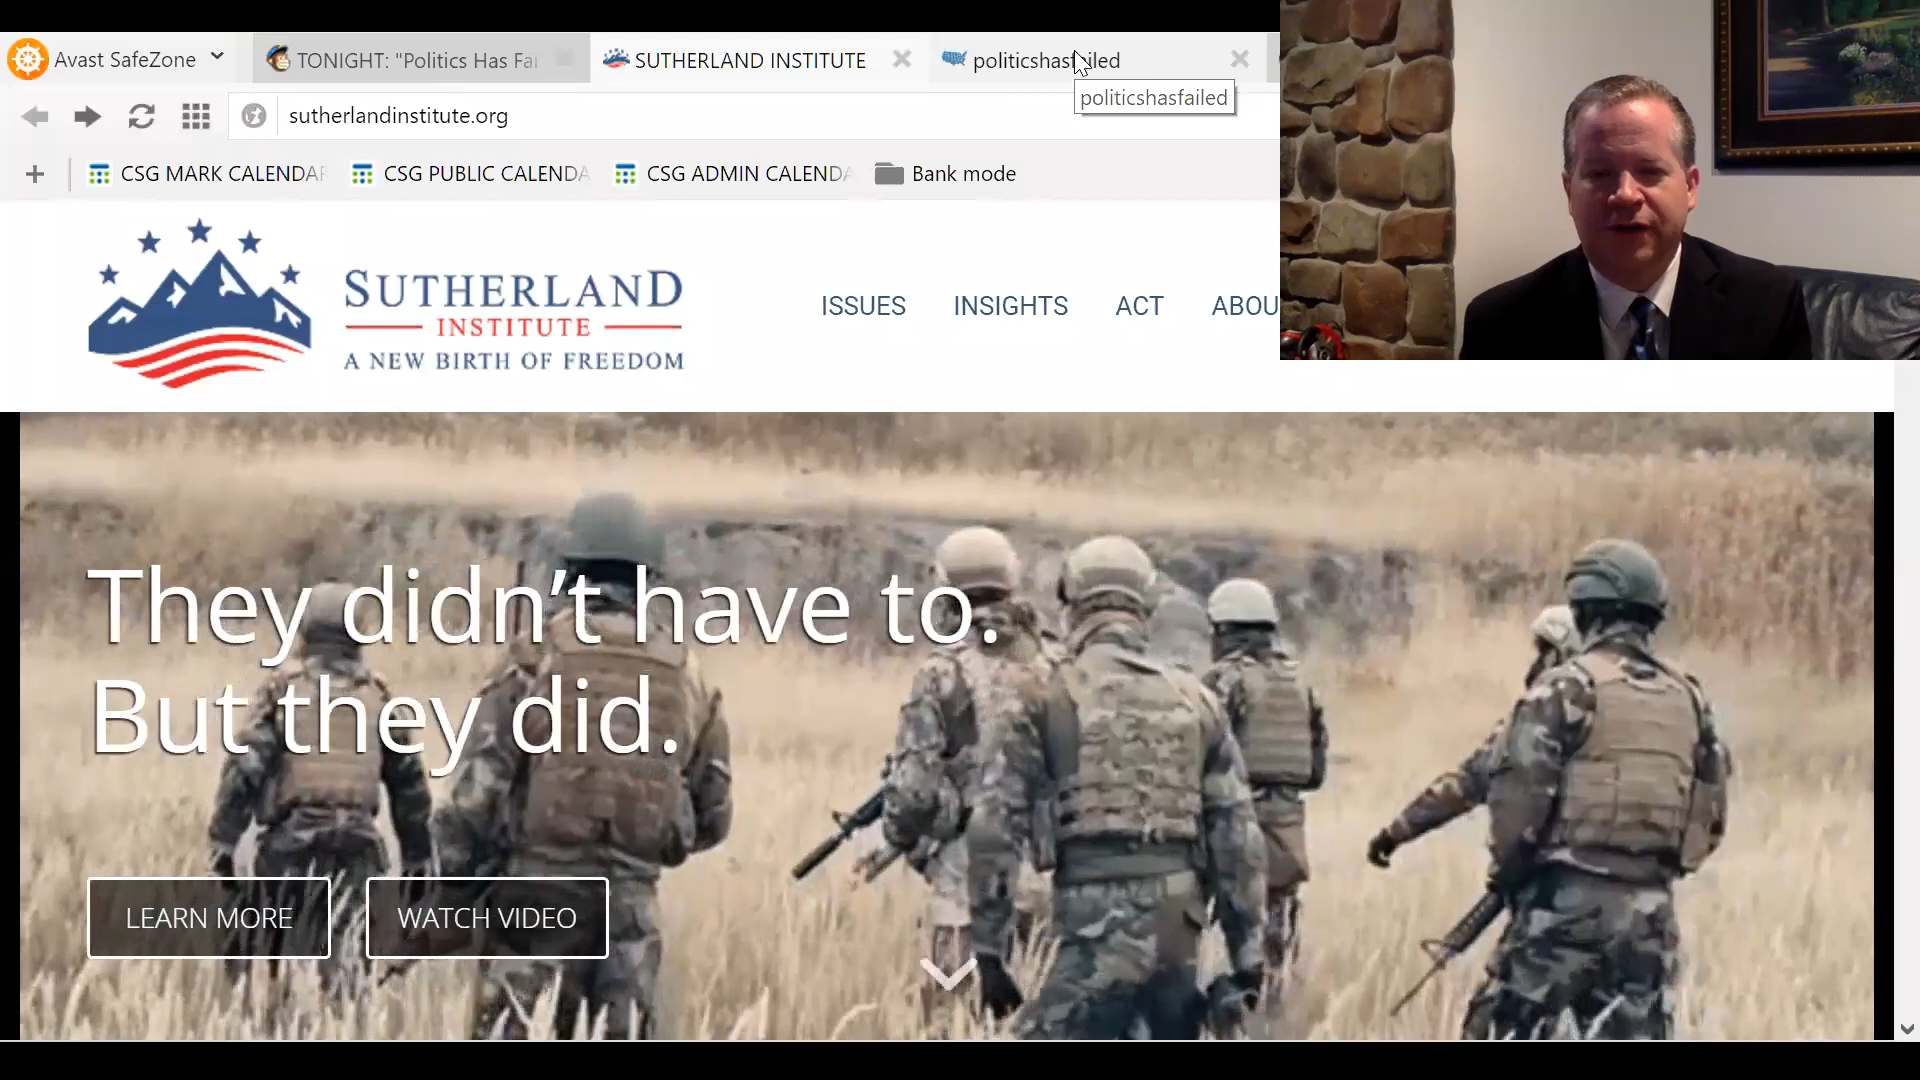 Avast SafeZone
TONIGHT: "Politics Has Fai
SUTHERLAND INSTITUTE
politicshasfailed
politicshasfailed
sutherlandinstitute.org
CSG MARK CALENDAR
CSG PUBLIC CALENDA
CSG ADMIN CALENDA
Bank mode
SUTHERLAND
INSTITUTE
A NEW BIRTH OF FREEDOM
ISSUES
INSIGHTS
ACT
ABOU
They didn't have to.
But they did.
LEARN MORE
WATCH VIDEO